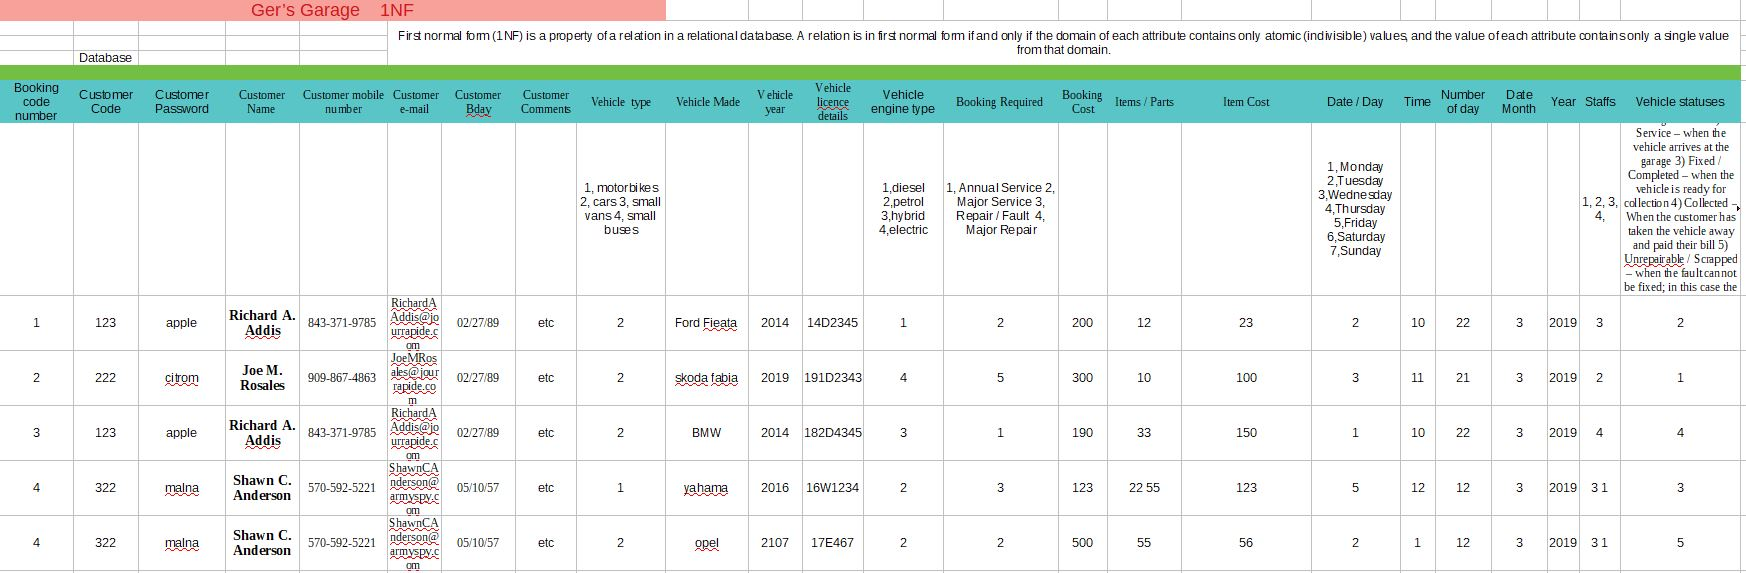 Ger's Garage 1NF
First normal form (1NF) is a property of a relation in a relational database. A relation is in first normal form if and only if the domain of each attribute contains only atomic (indivisible) values, and the value of each attribute contains only a single value
from that domain.
Database
Booking code number Customer Code Customer Password Customer Name Customer mobile number Customer e-mail Customer Bday Customer Comments Vehicle type Vehicle Made Vehicle year Vehicle licence details Vehicle engine type Booking Required Booking Cost Items / Parts Item Cost Date / Day Time Number of day Date Month Year Staffs Vehicle statuses
1, motorbikes
2, cars 3, small
vans 4, small
buses
1,diesel
2,petrol
3,hybrid
4,electric
1, Annual Service 2,
Major Service 3,
Repair / Fault 4,
Major Repair
1, Monday
2,Tuesday
3,Wednesday
4,Thursday
5,Friday
6,Saturday
7,Sunday
1, 2, 3,
4,
Service – when the
vehicle arrives at the
garage 3) Fixed /
Completed – when the
vehicle is ready for
collection 4) Collected –
When the customer has
taken the vehicle away
and paid their bill 5)
Unrepairable / Scrapped
– when the fault cannot
be fixed; in this case the
1 123 apple Richard A. Addis 843-371-9785 RichardAAddis@jourrapide.com 02/27/89 etc 2 Ford Fieata 2014 14D2345 1 2 200 12 23 2 10 22 3 2019 3 2
2 222 citrom Joe M. Rosales 909-867-4863 JoeMRosales@jourrapide.com 02/27/89 etc 2 skoda fabia 2019 191D2343 4 5 300 10 100 3 11 21 3 2019 2 1
3 123 apple Richard A. Addis 843-371-9785 RichardAAddis@jourrapide.com 02/27/89 etc 2 BMW 2014 182D4345 3 1 190 33 150 1 10 22 3 2019 4 4
4 322 malna Shawn C. Anderson 570-592-5221 ShawnCAnderson@armyspy.com 05/10/57 etc 1 yahama 2016 16W1234 2 3 123 22 55 123 5 12 12 3 2019 3 1 3
4 322 malna Shawn C. Anderson 570-592-5221 ShawnCAnderson@armyspy.com 05/10/57 etc 2 opel 2107 17E467 2 2 500 55 56 2 1 12 3 2019 3 1 5